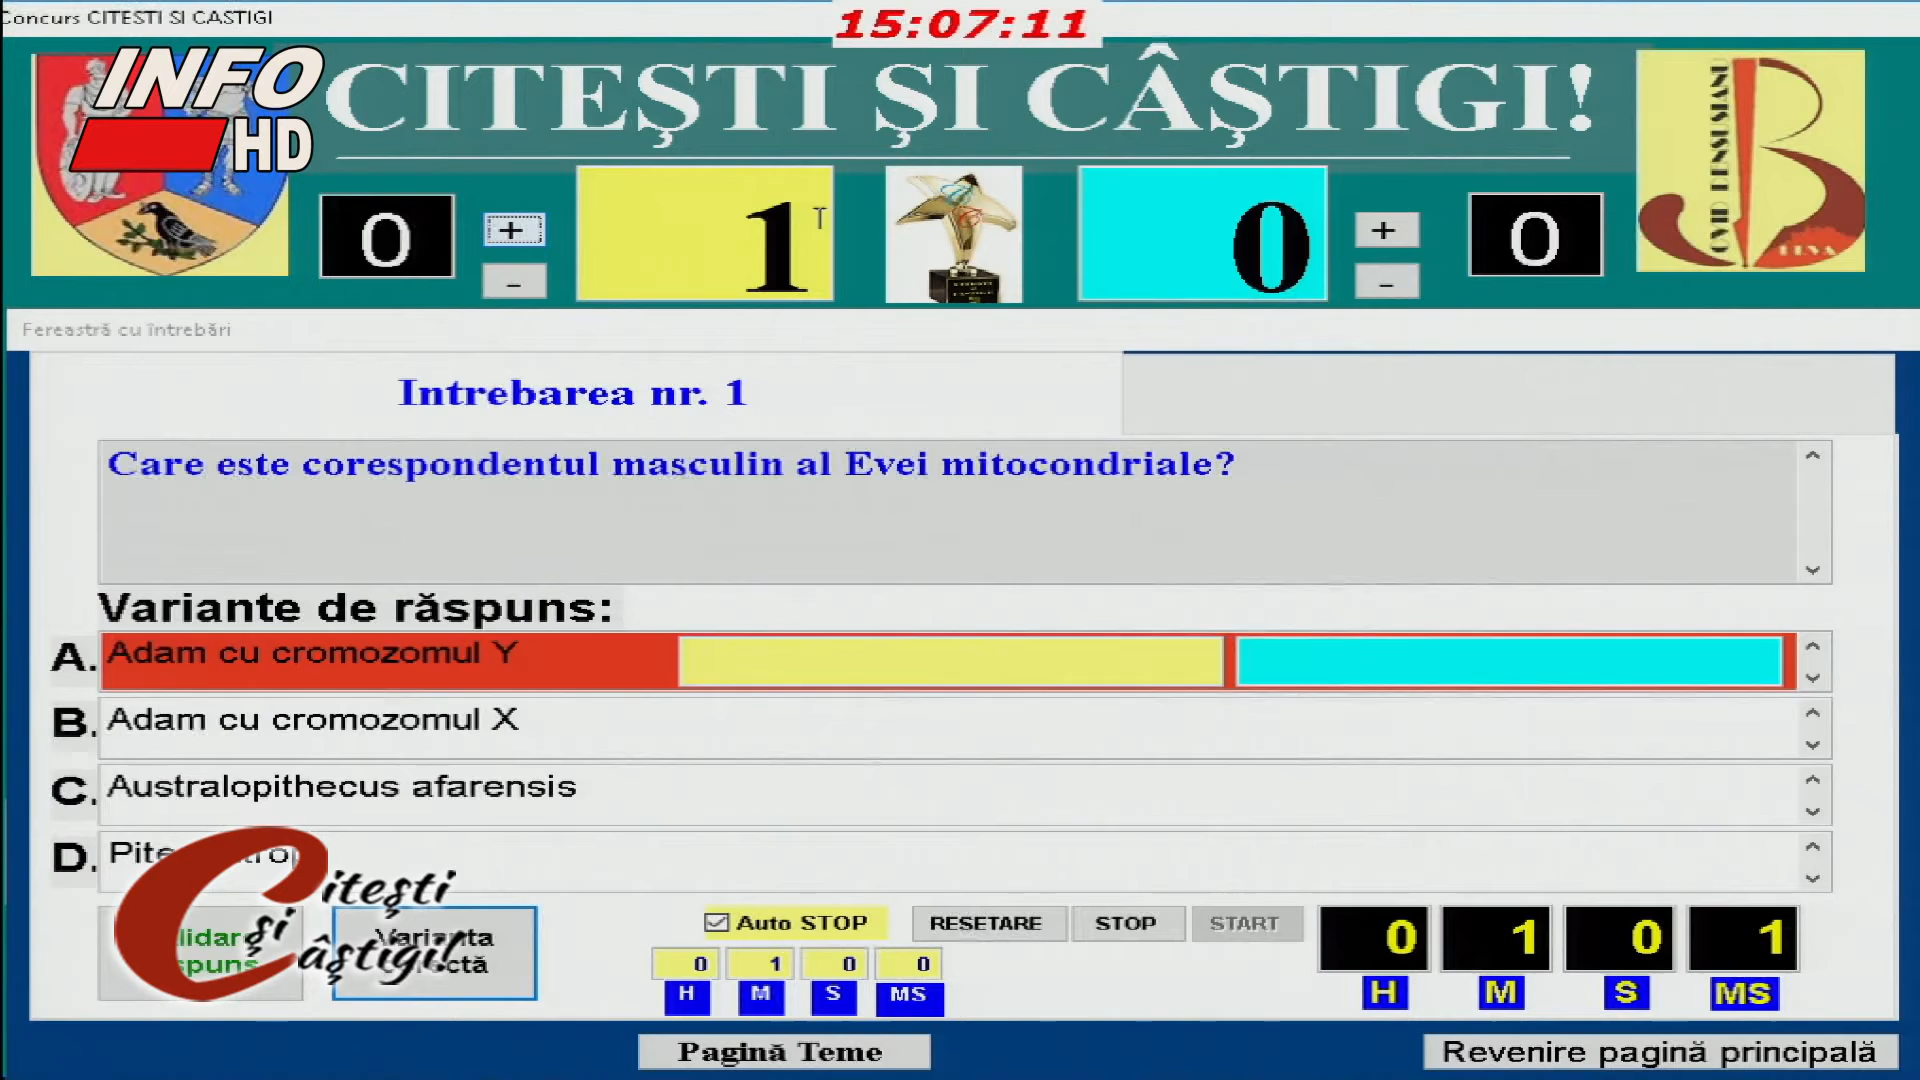 Concurs CITESTI SI CASTIGI
15:07:11
INFO
HD
CITEŞTI ŞI CÂŞTIGI!
OVID DENSUSIANU
0
+
-
1
0
+
-
0
Fereastră cu întrebări
Intrebarea nr. 1
Care este corespondentul masculin al Evei mitocondriale?
Variante de răspuns:
A. Adam cu cromozomul Y
B. Adam cu cromozomul X
C. Australopithecus afarensis
D.
Citeşti
şi
Câştigi!
Varianta
Auto STOP
RESETARE
STOP
START
0 1 0 0
H M S MS
0 1 0 1
H M S MS
Pagină Teme
Revenire pagină principală